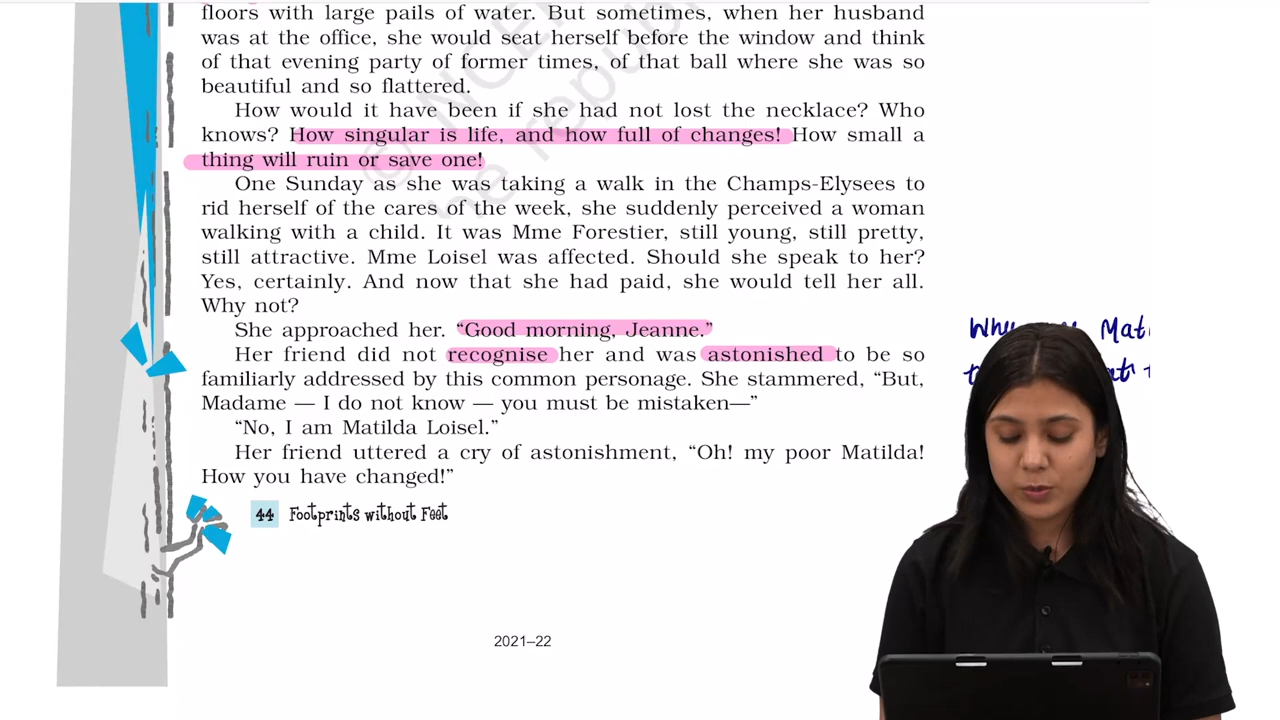 floors with large pails of water. But sometimes, when her husband
was at the office, she would seat herself before the window and think
of that evening party of former times, of that ball where she was so
beautiful and so flattered.
How would it have been if she had not lost the necklace? Who
knows? How singular is life, and how full of changes! How small a
thing will ruin or save one!
One Sunday as she was taking a walk in the Champs-Elysees to
rid herself of the cares of the week, she suddenly perceived a woman
walking with a child. It was Mme Forestier, still young, still pretty,
still attractive. Mme Loisel was affected. Should she speak to her?
Yes, certainly. And now that she had paid, she would tell her all.
Why not?
She approached her. “Good morning, Jeanne.”
Her friend did not recognise her and was astonished to be so
familiarly addressed by this common personage. She stammered, “But,
Madame — I do not know — you must be mistaken—”
“No, I am Matilda Loisel.”
Her friend uttered a cry of astonishment, “Oh! my poor Matilda!
How you have changed!”
44 Footprints without Feet
2021–22